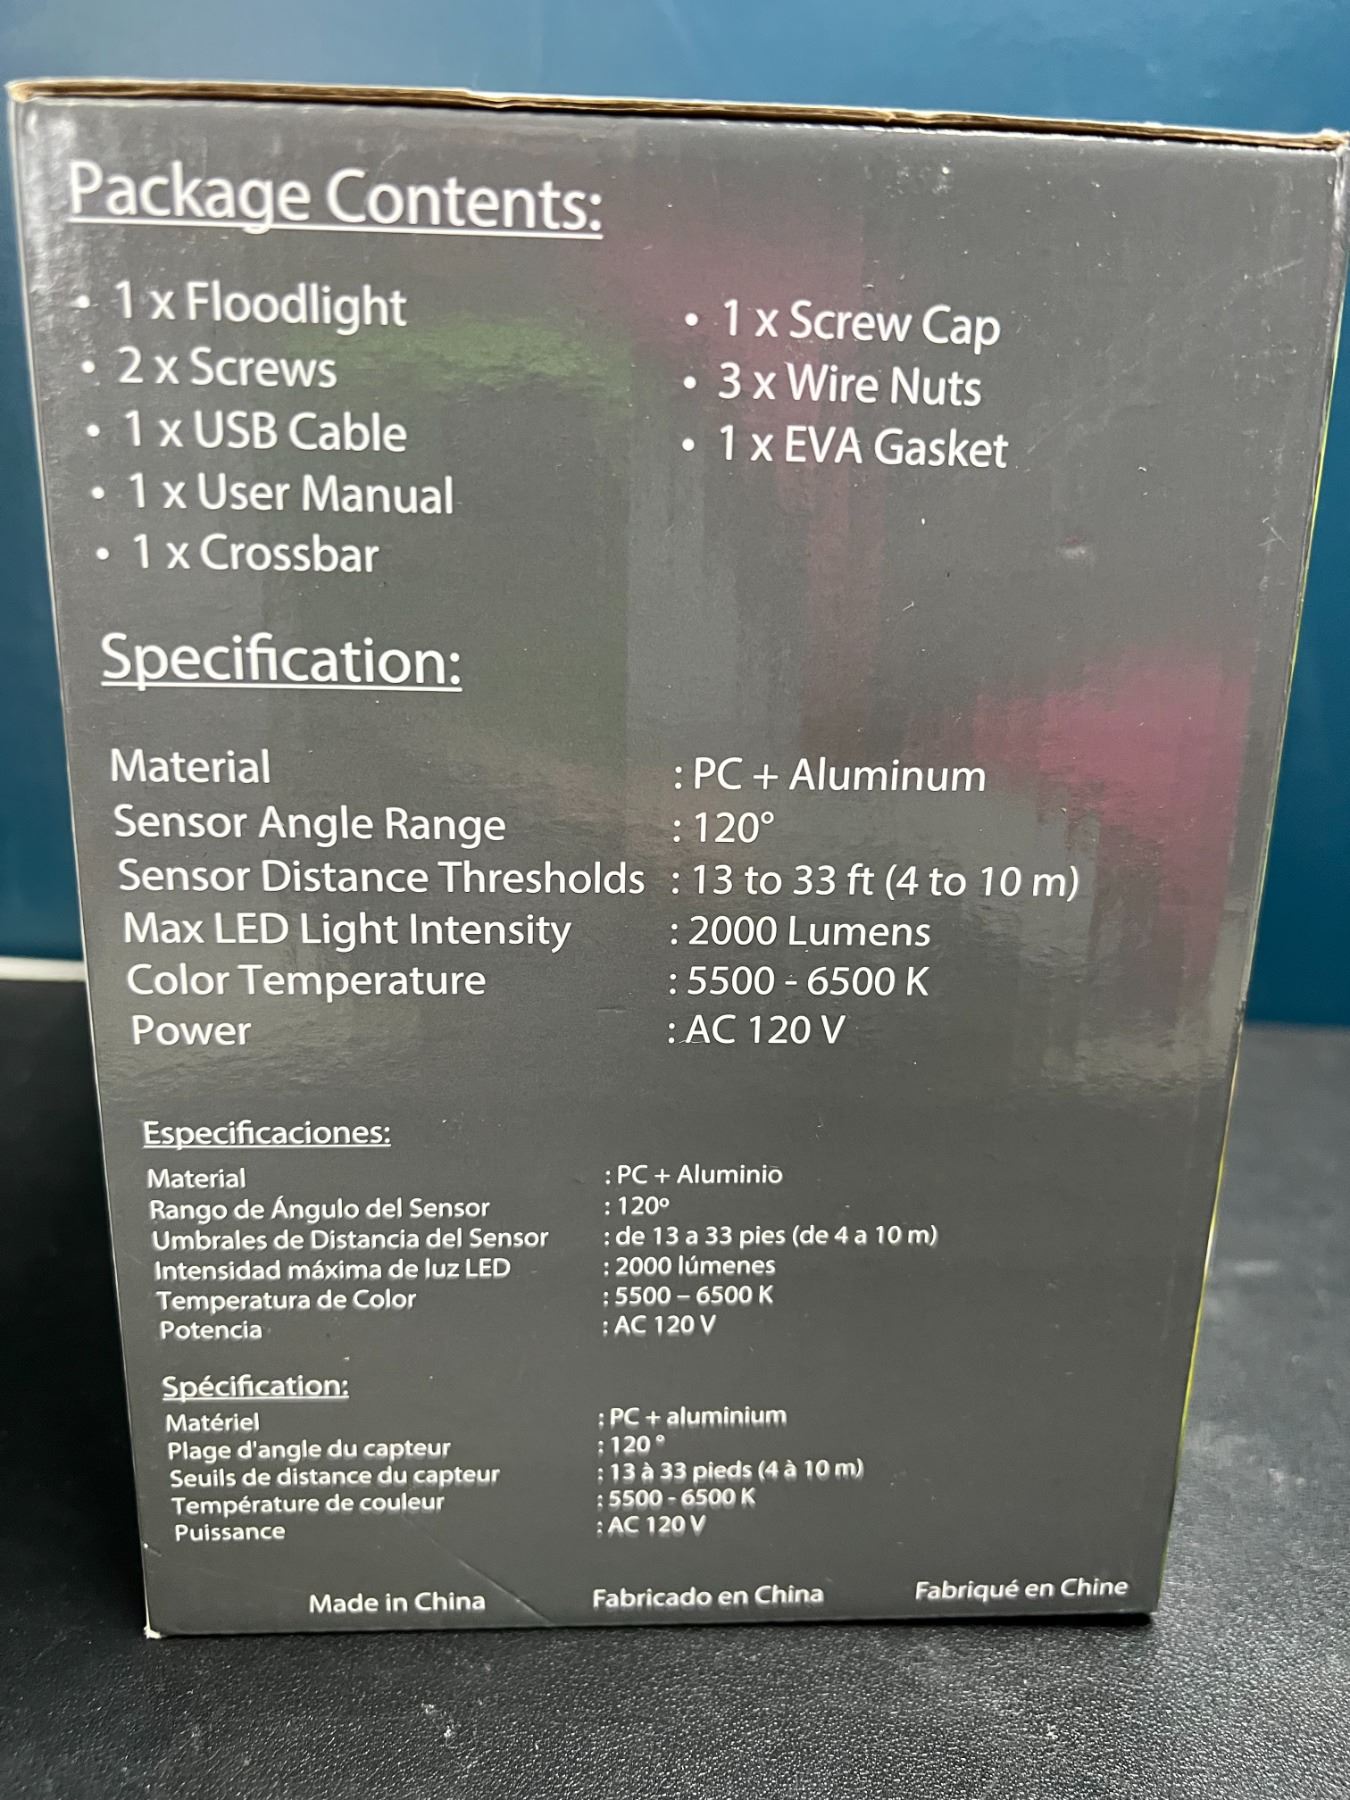 Package Contents:
• 1 x Floodlight
• 2 x Screws
• 1 x USB Cable
• 1 x User Manual
• 1 x Crossbar
• 1 x Screw Cap
• 3 x Wire Nuts
• 1 x EVA Gasket
Specification:
Material : PC + Aluminum
Sensor Angle Range : 120°
Sensor Distance Thresholds : 13 to 33 ft (4 to 10 m)
Max LED Light Intensity : 2000 Lumens
Color Temperature : 5500 - 6500 K
Power : AC 120 V
Especificaciones:
Material : PC + Aluminio
Rango de Ángulo del Sensor : 120º
Umbrales de Distancia del Sensor : de 13 a 33 pies (de 4 a 10 m)
Intensidad máxima de luz LED : 2000 lúmenes
Temperatura de Color : 5500 – 6500 K
Potencia : AC 120 V
Spécification:
Matériel : PC + aluminium
Plage d'angle du capteur : 120 °
Seuils de distance du capteur : 13 à 33 pieds (4 à 10 m)
Température de couleur : 5500 - 6500 K
Puissance : AC 120 V
Made in China Fabricado en China Fabriqué en Chine